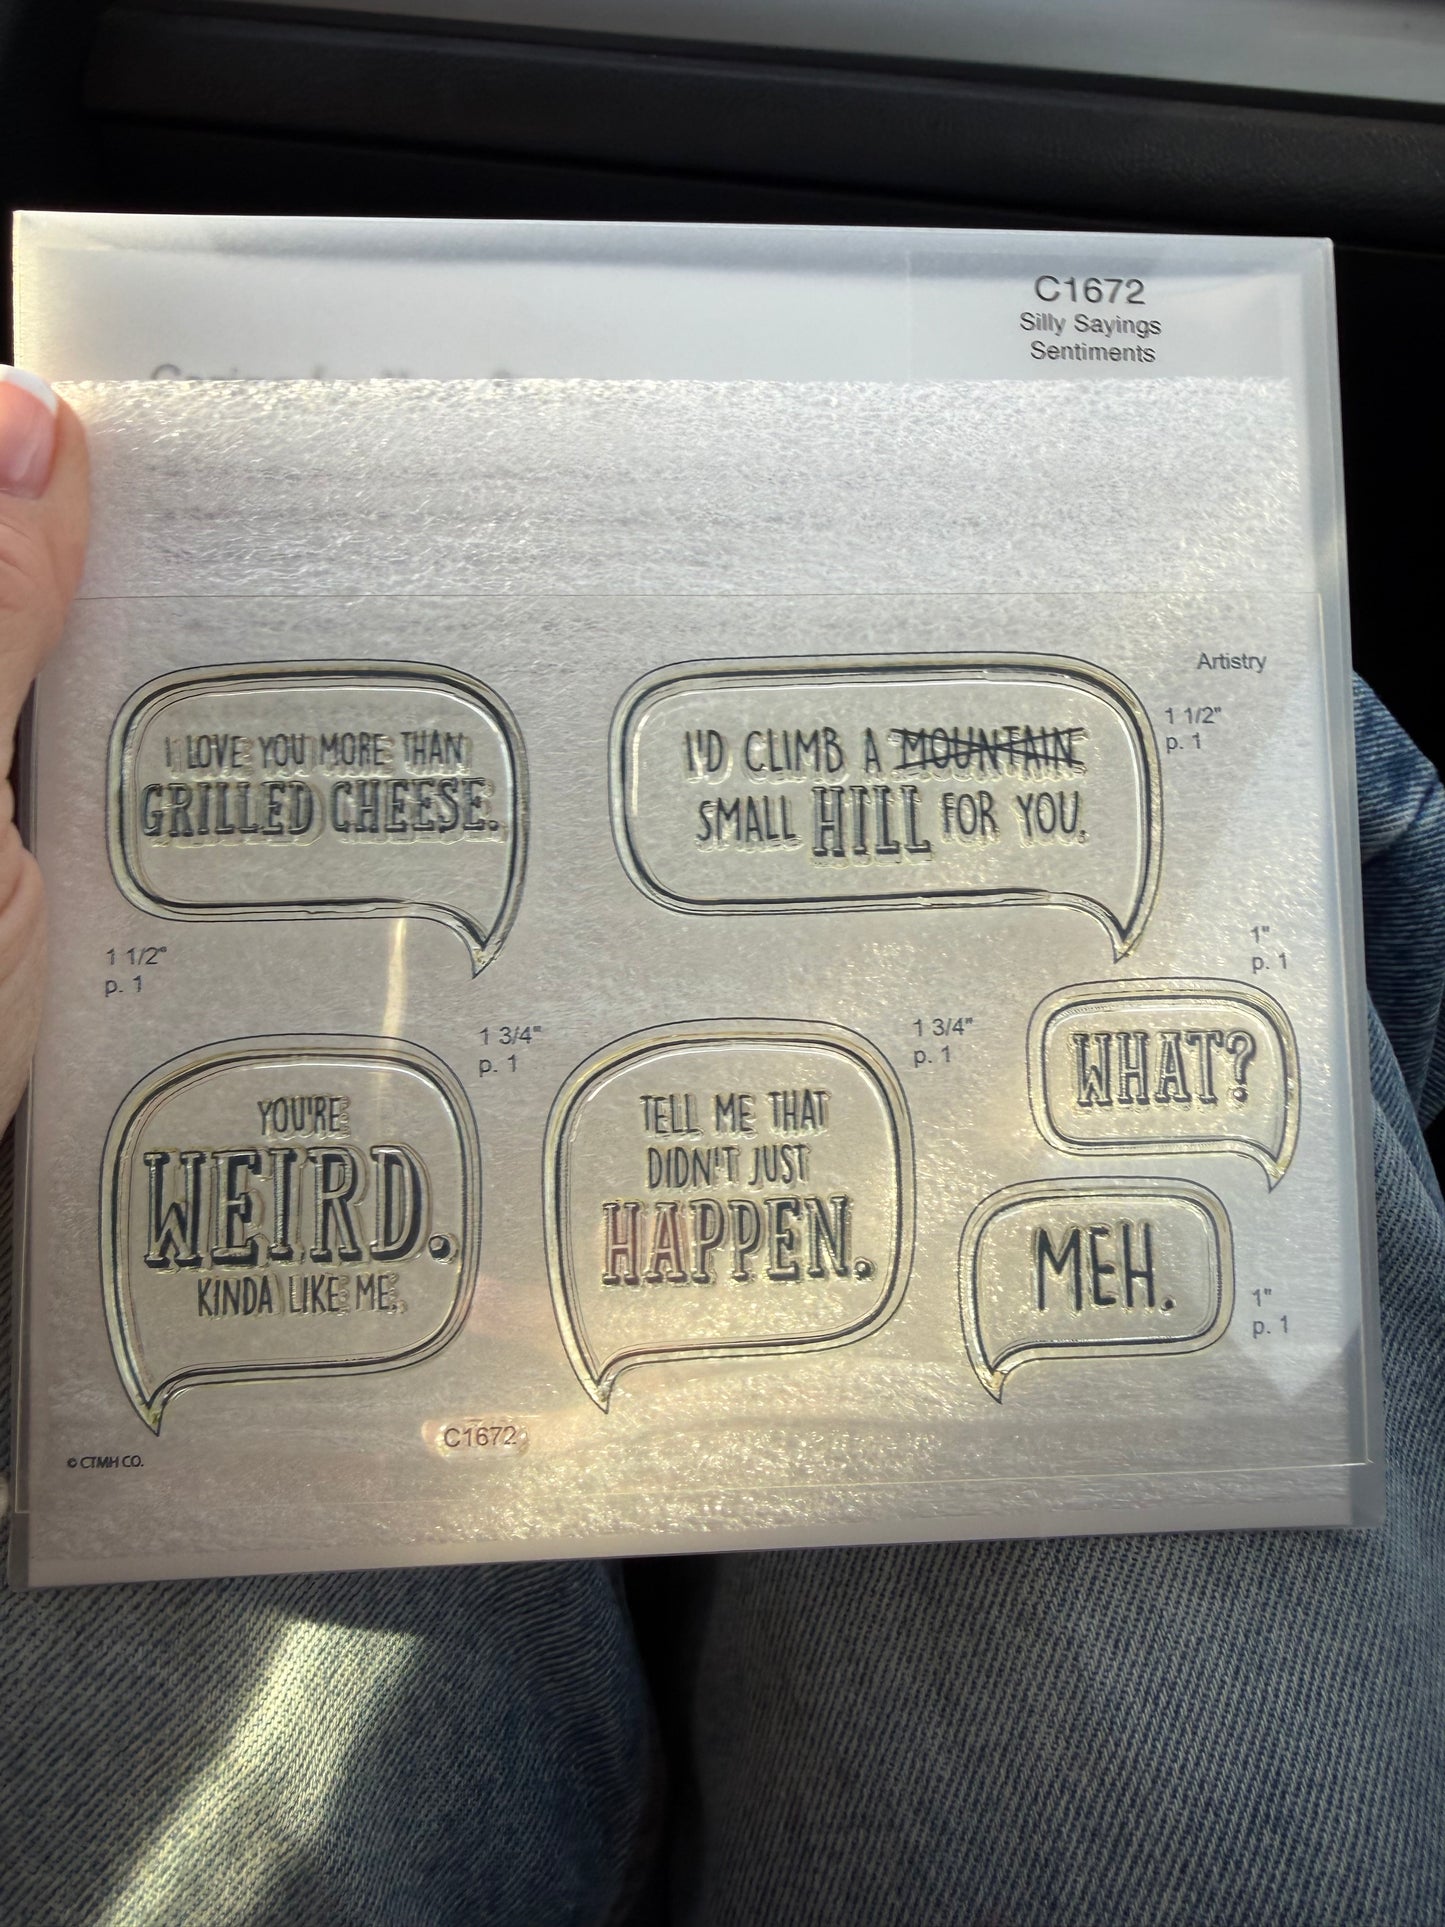 C1672
Silly Sayings
Sentiments
Artistry
I LOVE YOU MORE THAN
GRILLED CHEESE.
1 1/2"
p. 1
I'D CLIMB A MOUNTAIN
SMALL HILL FOR YOU.
1 1/2"
p. 1
YOU'RE
WEIRD.
KINDA LIKE ME.
1 3/4"
p. 1
TELL ME THAT
DIDN'T JUST
HAPPEN.
1 3/4"
p. 1
WHAT?
1"
p. 1
MEH.
1"
p. 1
C1672
© CTMH CO.